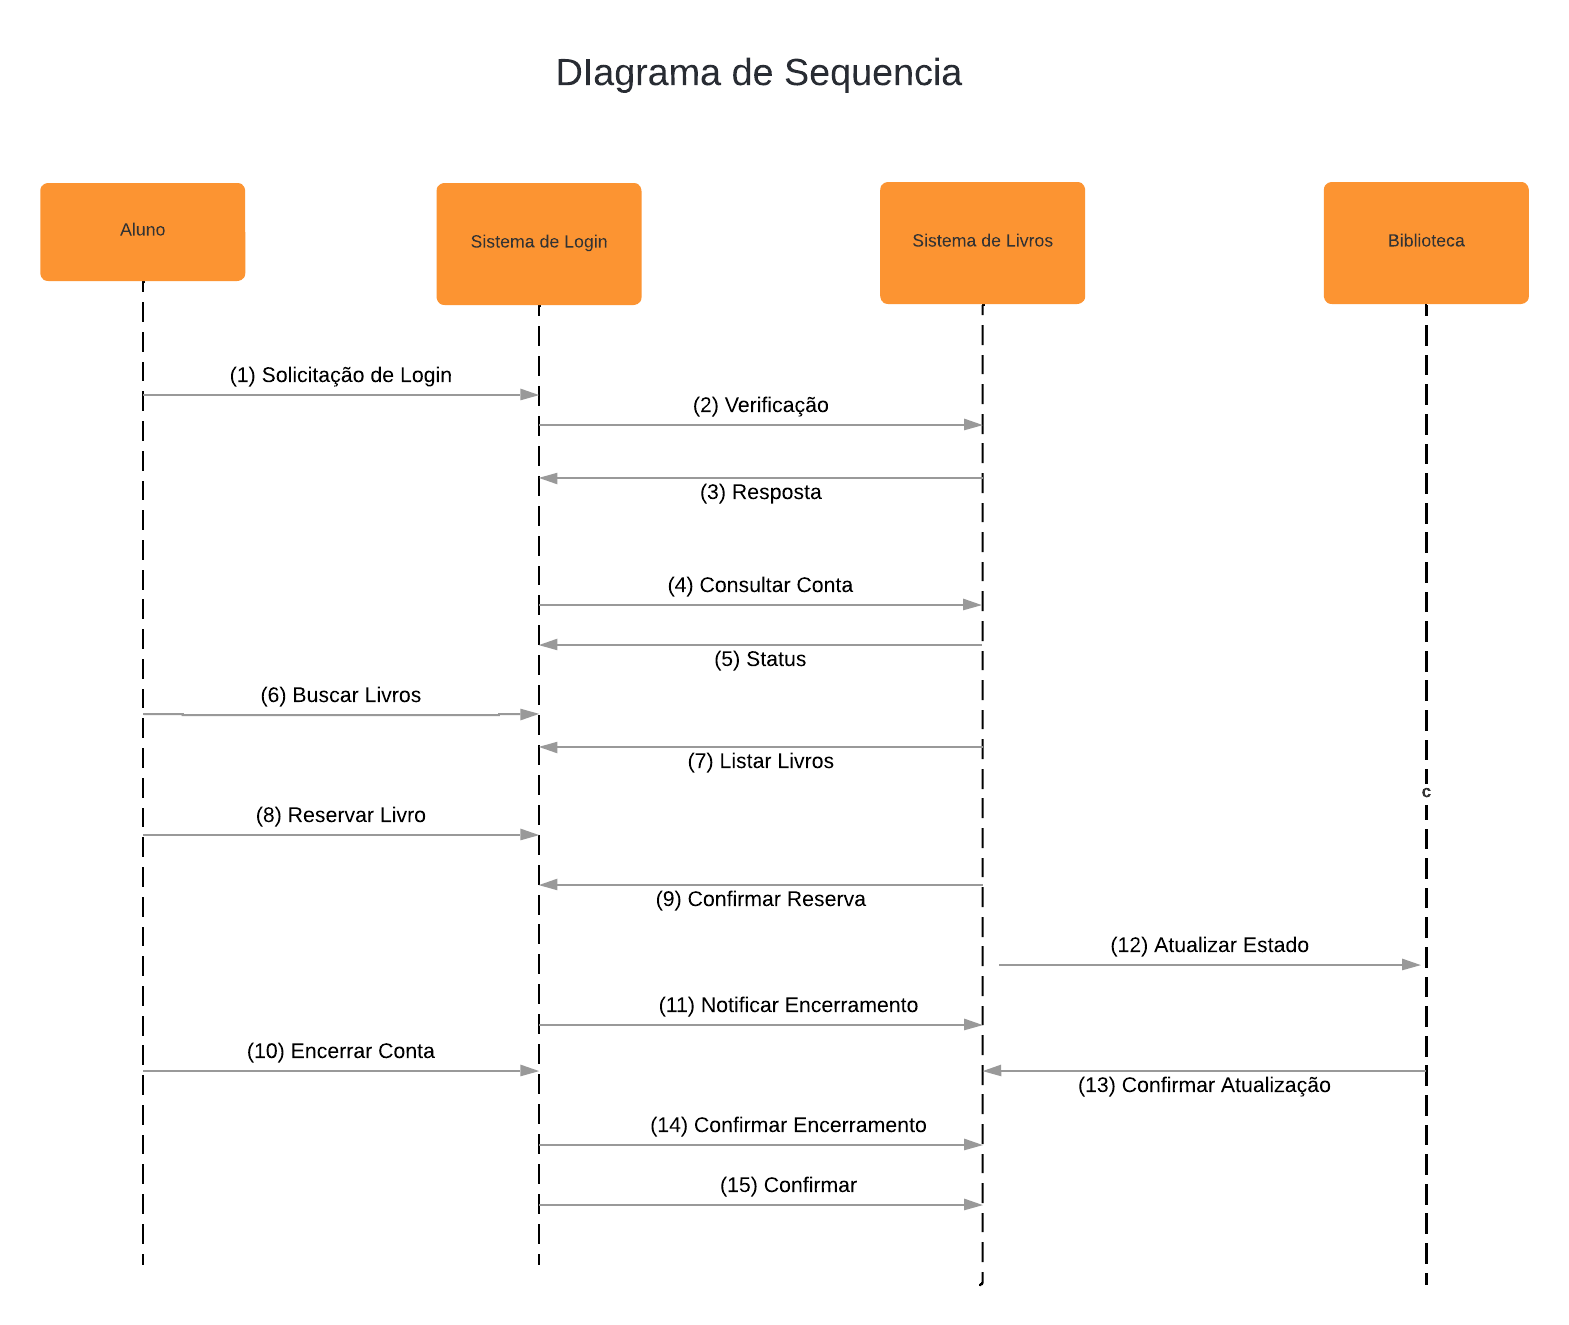 DIagrama de Sequencia
Aluno
Sistema de Login
Sistema de Livros
Biblioteca
(1) Solicitação de Login
(2) Verificação
(3) Resposta
(4) Consultar Conta
(5) Status
(6) Buscar Livros
(7) Listar Livros
c
(8) Reservar Livro
(9) Confirmar Reserva
(12) Atualizar Estado
(11) Notificar Encerramento
(10) Encerrar Conta
(13) Confirmar Atualização
(14) Confirmar Encerramento
(15) Confirmar